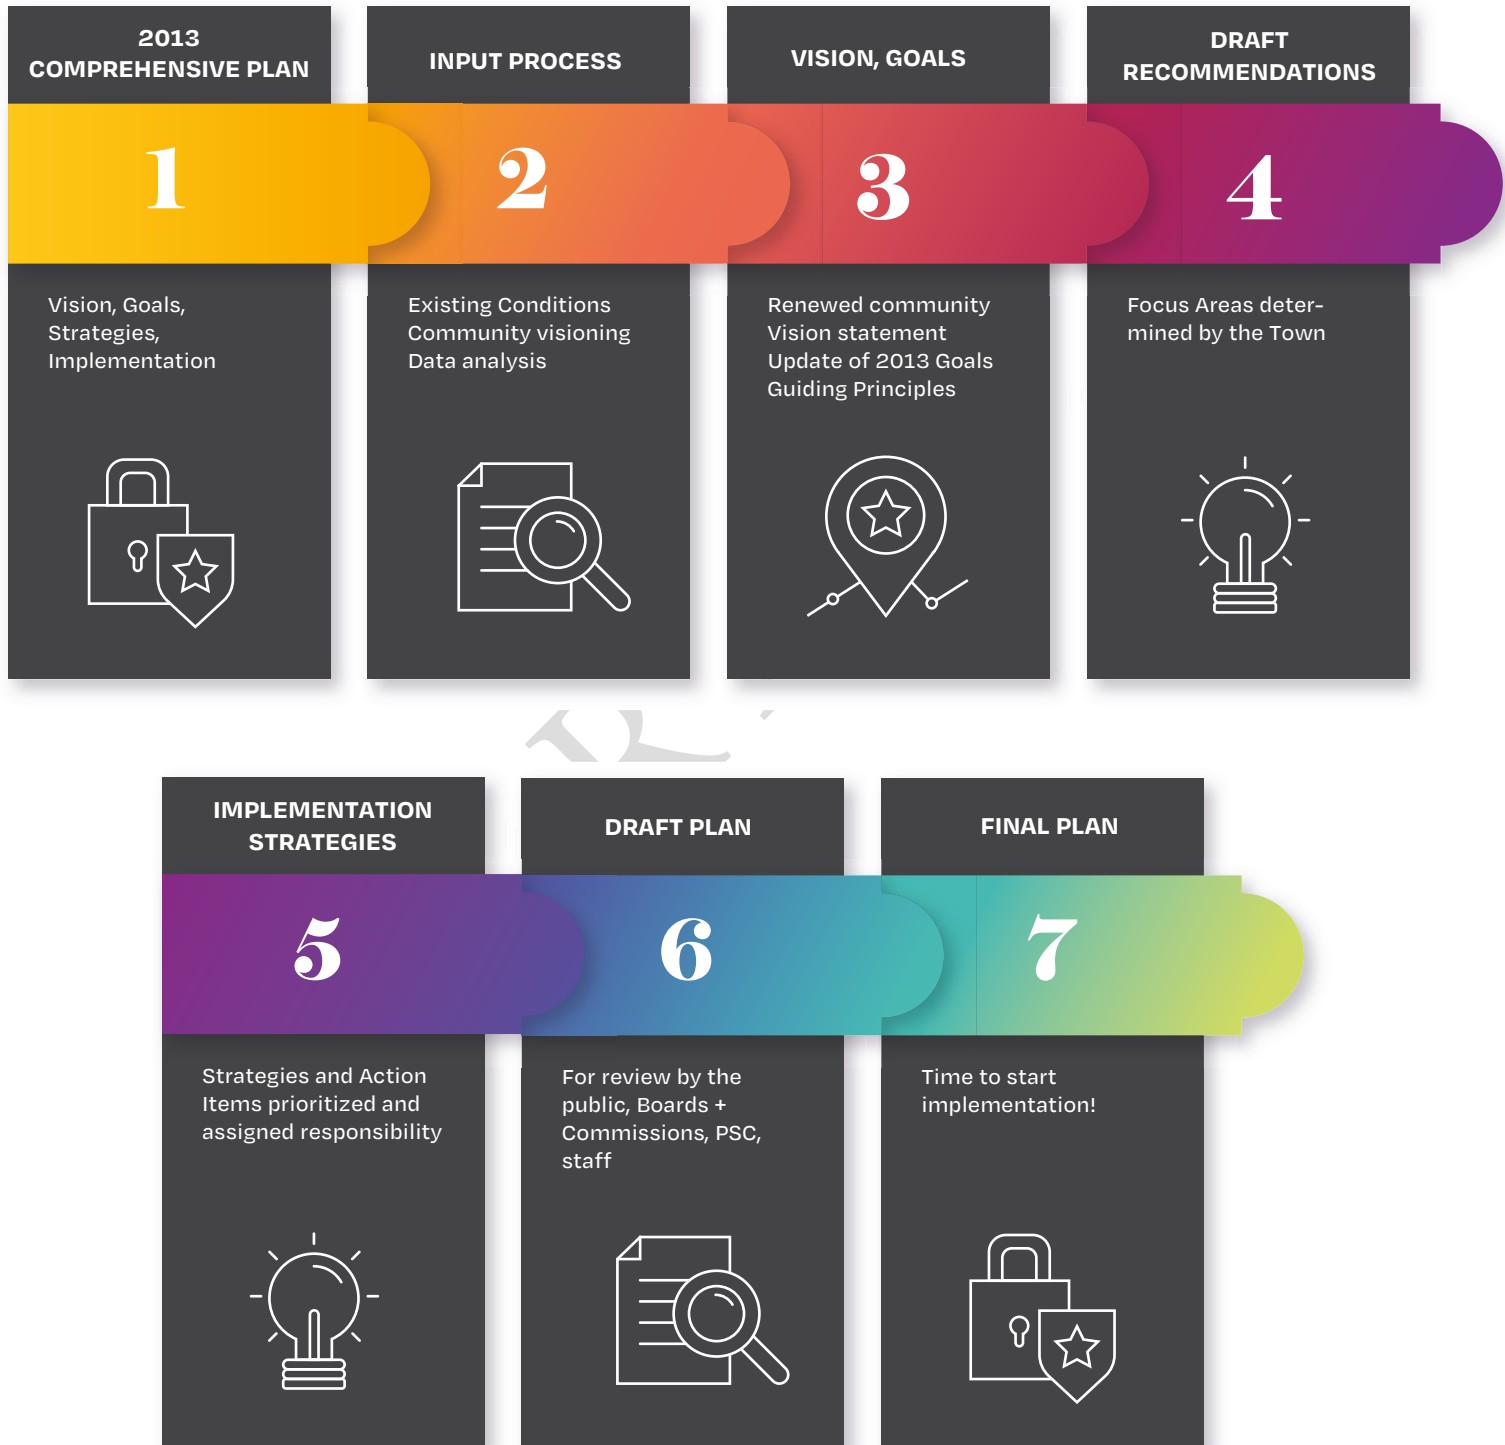 2013
COMPREHENSIVE PLAN
INPUT PROCESS
VISION, GOALS
DRAFT
RECOMMENDATIONS
1
2
3
4
Vision, Goals,
Strategies,
Implementation
Existing Conditions
Community visioning
Data analysis
Renewed community
Vision statement
Update of 2013 Goals
Guiding Principles
Focus Areas deter-
mined by the Town
IMPLEMENTATION
STRATEGIES
DRAFT PLAN
FINAL PLAN
5
6
7
Strategies and Action
Items prioritized and
assigned responsibility
For review by the
public, Boards +
Commissions, PSC,
staff
Time to start
implementation!